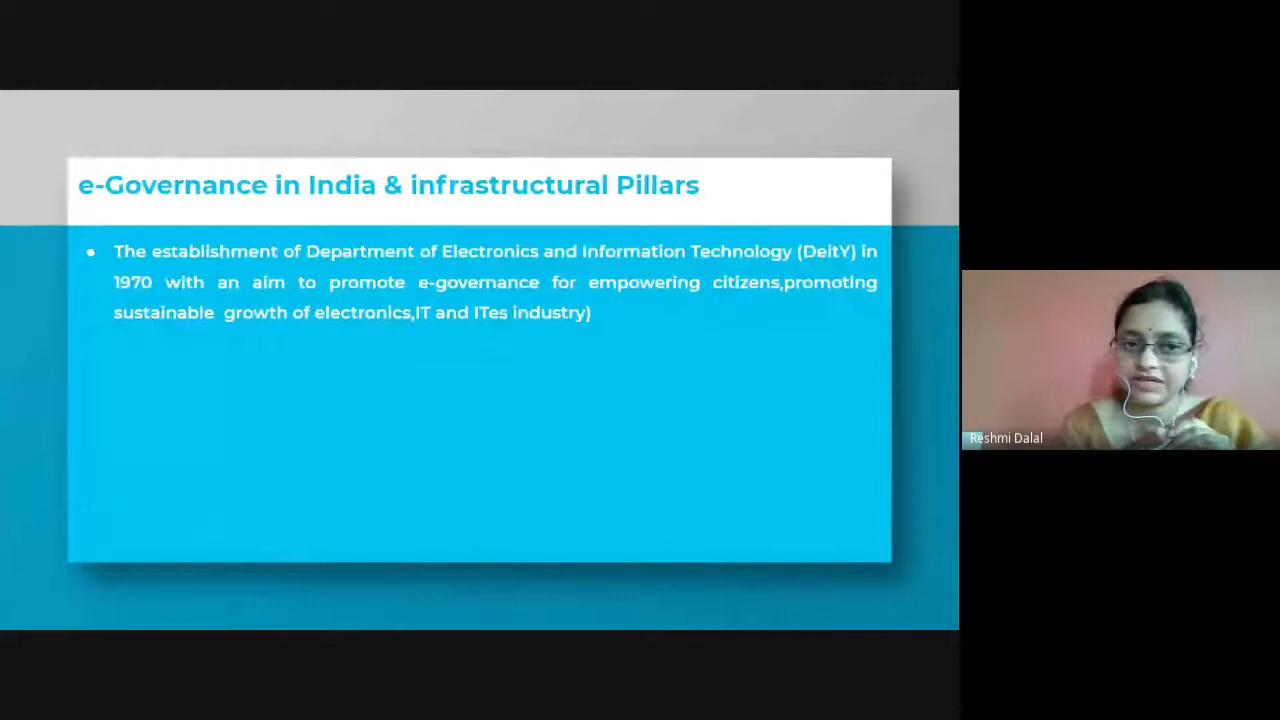 e-Governance in India & infrastructural Pillars
● The establishment of Department of Electronics and Information Technology (DeitY) in
1970 with an aim to promote e-governance for empowering citizens,promoting
sustainable growth of electronics,IT and ITes industry)
Reshmi Dalal